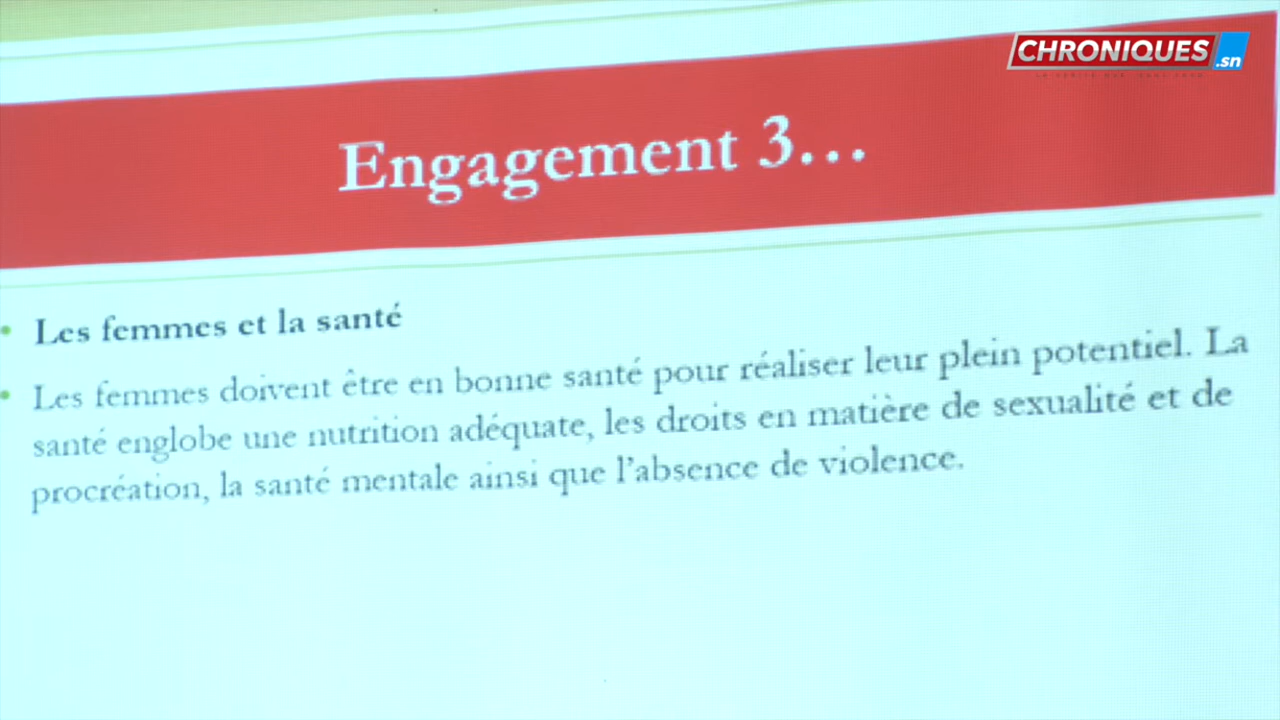 CHRONIQUES.sn
Engagement 3...
• Les femmes et la santé
• Les femmes doivent être en bonne santé pour réaliser leur plein potentiel. La
santé englobe une nutrition adéquate, les droits en matière de sexualité et de
procréation, la santé mentale ainsi que l'absence de violence.